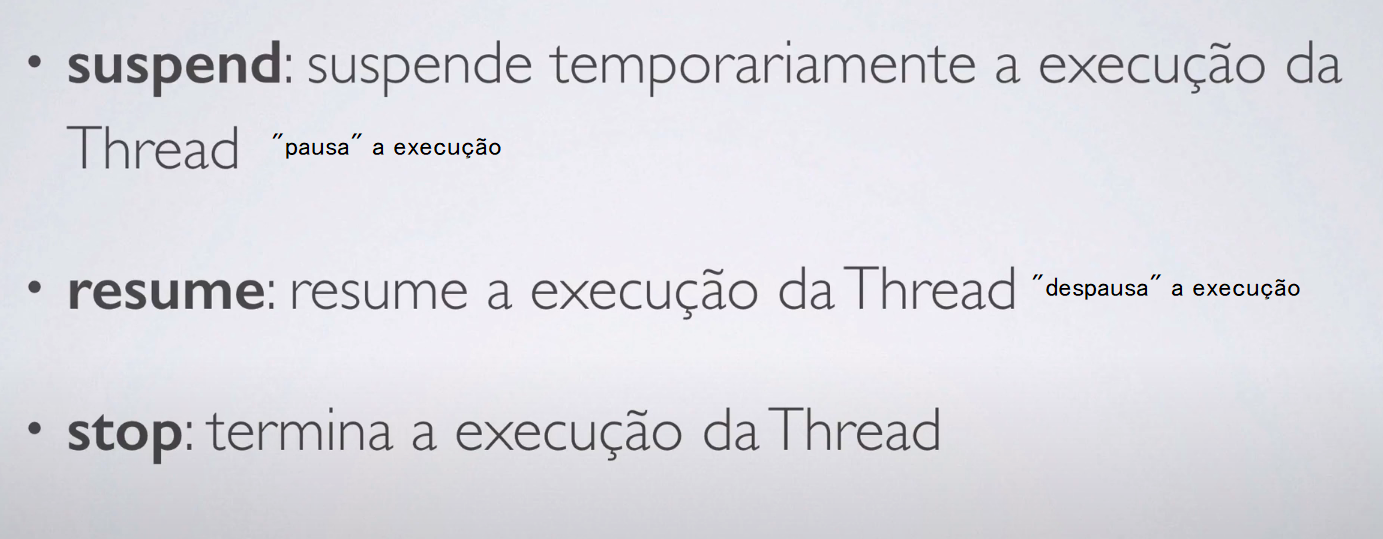 • suspend: suspende temporariamente a execução da
Thread "pausa" a execução
• resume: resume a execução da Thread "despausa" a execução
• stop: termina a execução da Thread